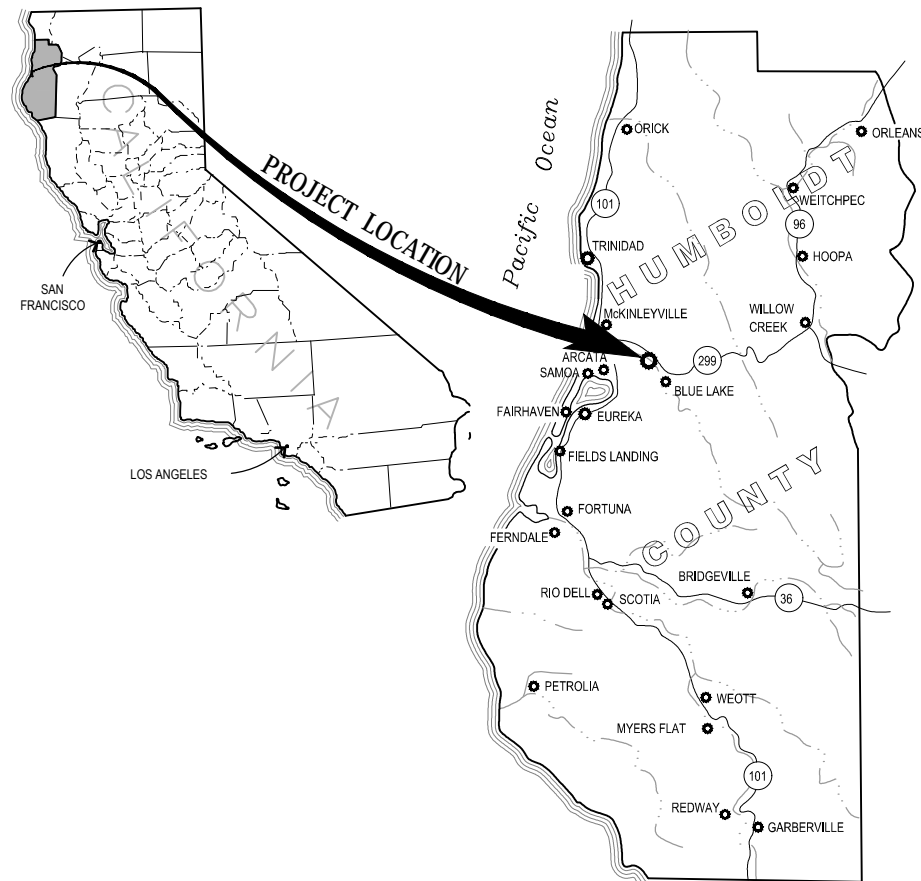 CALIFORNIA
SAN
FRANCISCO
LOS ANGELES
PROJECT LOCATION
Pacific Ocean
HUMBOLDT
COUNTY
ORICK
ORLEANS
WEITCHPEC
101
96
TRINIDAD
HOOPA
McKINLEYVILLE
WILLOW
CREEK
ARCATA
299
SAMOA
BLUE LAKE
FAIRHAVEN
EUREKA
FIELDS LANDING
FORTUNA
FERNDALE
BRIDGEVILLE
RIO DELL
SCOTIA
36
PETROLIA
WEOTT
MYERS FLAT
101
REDWAY
GARBERVILLE